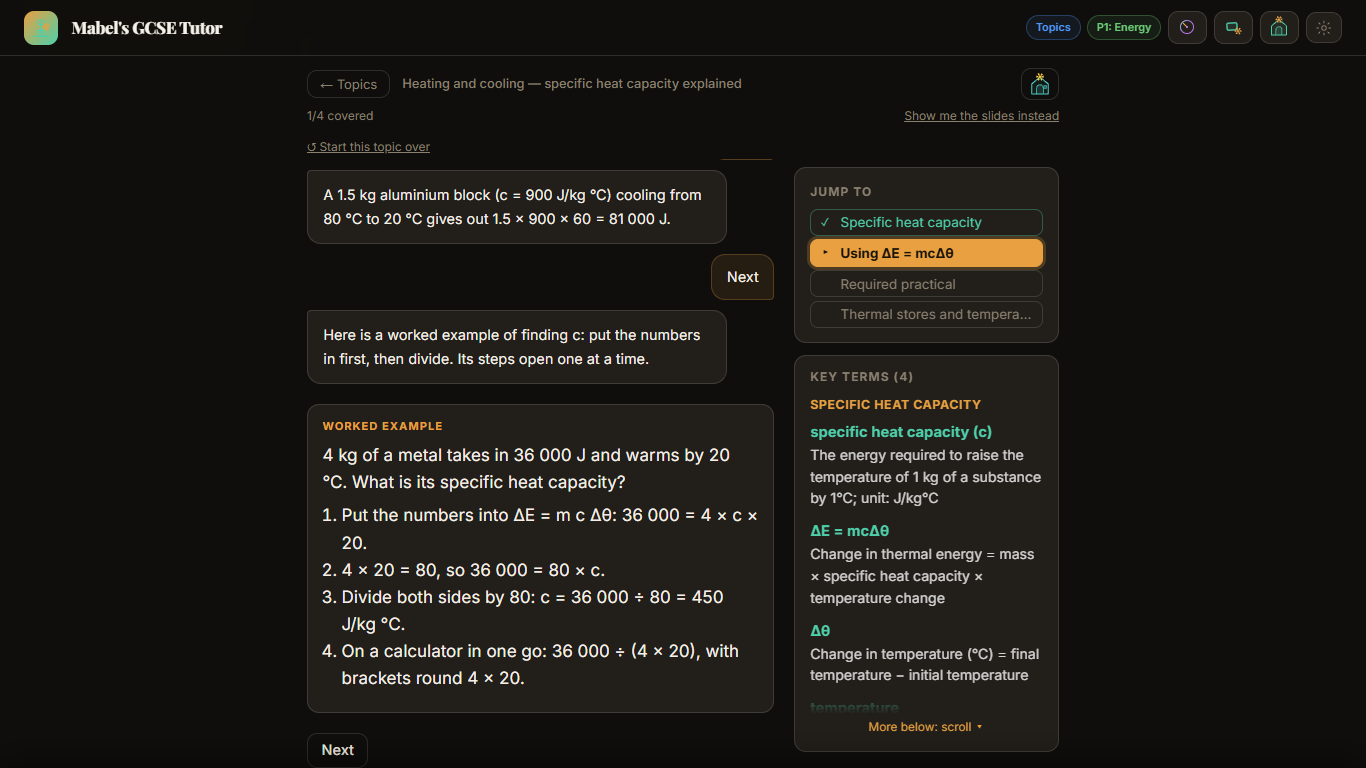 Mabel's GCSE Tutor
Topics
P1: Energy
← Topics
Heating and cooling — specific heat capacity explained
1/4 covered
Show me the slides instead
↺ Start this topic over
A 1.5 kg aluminium block (c = 900 J/kg °C) cooling from
80 °C to 20 °C gives out 1.5 × 900 × 60 = 81 000 J.
Next
Here is a worked example of finding c: put the numbers
in first, then divide. Its steps open one at a time.
WORKED EXAMPLE
4 kg of a metal takes in 36 000 J and warms by 20
°C. What is its specific heat capacity?
1. Put the numbers into ΔE = m c Δθ: 36 000 = 4 × c ×
20.
2. 4 × 20 = 80, so 36 000 = 80 × c.
3. Divide both sides by 80: c = 36 000 ÷ 80 = 450
J/kg °C.
4. On a calculator in one go: 36 000 ÷ (4 × 20), with
brackets round 4 × 20.
Next
JUMP TO
✓ Specific heat capacity
▸ Using ΔE = mcΔθ
Required practical
Thermal stores and tempera...
KEY TERMS (4)
SPECIFIC HEAT CAPACITY
specific heat capacity (c)
The energy required to raise the
temperature of 1 kg of a substance
by 1°C; unit: J/kg°C
ΔE = mcΔθ
Change in thermal energy = mass
× specific heat capacity ×
temperature change
Δθ
Change in temperature (°C) = final
temperature − initial temperature
temperature
More below: scroll ▾